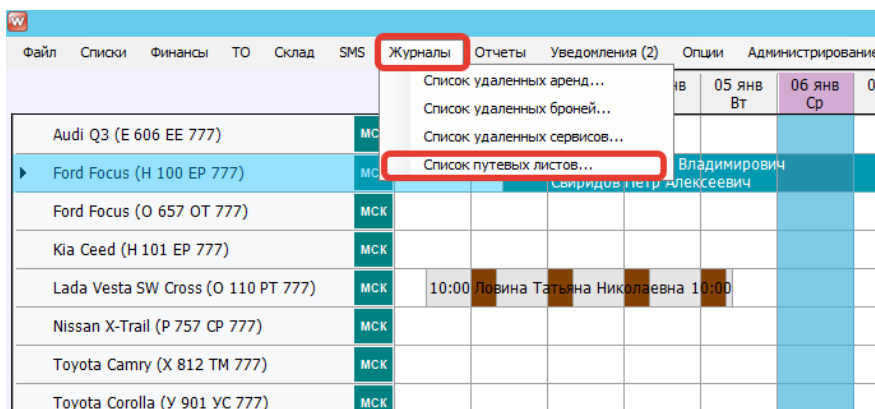 W
Файл Списки Финансы ТО Склад SMS Журналы Отчеты Уведомления (2) Опции Администрирование
Список удаленных аренд...
Список удаленных броней...
Список удаленных сервисов...
Список путевых листов...
05 янв 06 янв
Вт Ср
Audi Q3 (Е 606 ЕЕ 777)
Ford Focus (Н 100 ЕР 777) Владимирович
Свиридов Петр Алексеевич
Ford Focus (О 657 ОТ 777) МСК
Kia Ceed (Н 101 ЕР 777) МСК
Lada Vesta SW Cross (О 110 РТ 777) МСК 10:00 Ловина Татьяна Николаевна 10:00
Nissan X-Trail (Р 757 СР 777) МСК
Toyota Camry (Х 812 ТМ 777) МСК
Toyota Corolla (У 901 УС 777) МСК